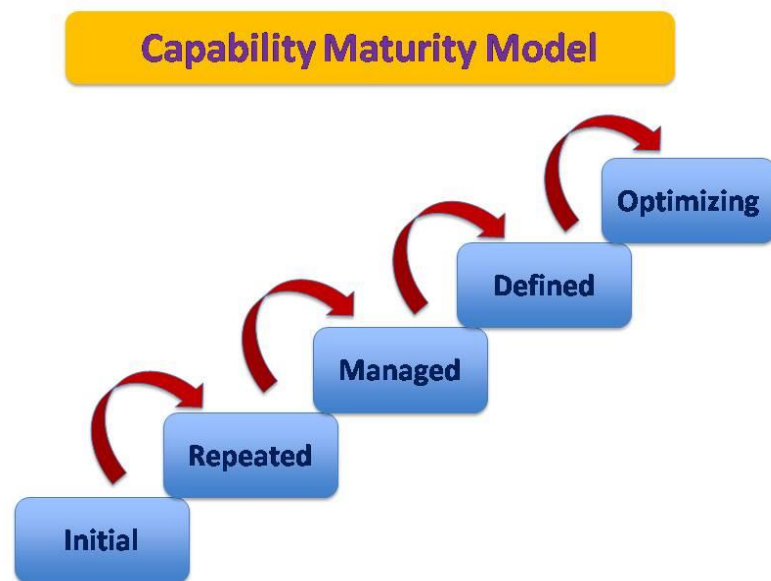 Capability Maturity Model
Optimizing
Defined
Managed
Repeated
Initial